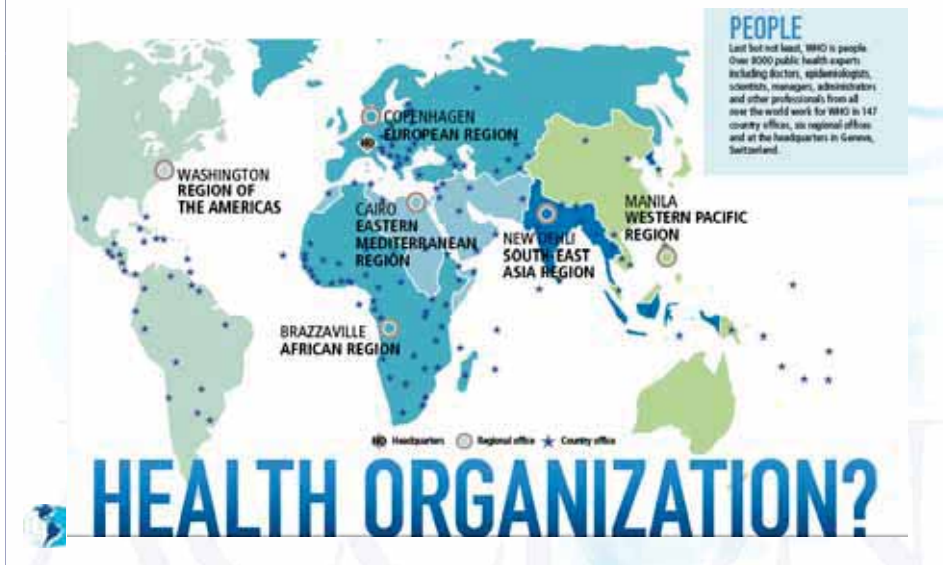 PEOPLE
Last but not least, WHO is people.
Over 8000 public health experts
including doctors, epidemiologists,
scientists, managers, administrators
and other professionals from all
over the world work for WHO in 147
country offices, six regional offices
and at the headquarters in Geneva,
Switzerland.
COPENHAGEN
EUROPEAN REGION
HQ
WASHINGTON
REGION OF
THE AMERICAS
CAIRO
EASTERN
MEDITERRANEAN
REGION
NEW DEHLI
SOUTH-EAST
ASIA REGION
MANILA
WESTERN PACIFIC
REGION
BRAZZAVILLE
AFRICAN REGION
HQ Headquarters Regional office Country office
HEALTH ORGANIZATION?